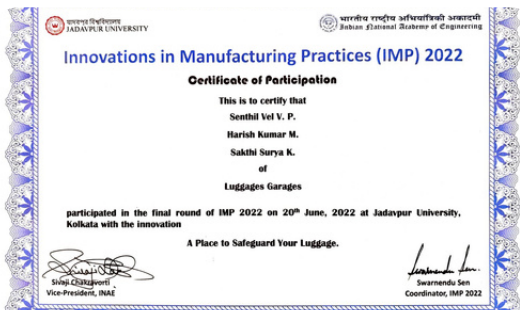 यादवपुर विश्वविद्यालय
JADAVPUR UNIVERSITY
भारतीय राष्ट्रीय अभियांत्रिकी अकादमी
Indian National Academy of Engineering
Innovations in Manufacturing Practices (IMP) 2022
Certificate of Participation
This is to certify that
Senthil Vel V. P.
Harish Kumar M.
Sakthi Surya K.
of
Luggages Garages
participated in the final round of IMP 2022 on 20th June, 2022 at Jadavpur University,
Kolkata with the innovation
A Place to Safeguard Your Luggage.
Sivaji Chakravorti
Vice-President, INAE
Swarnendu Sen
Coordinator, IMP 2022